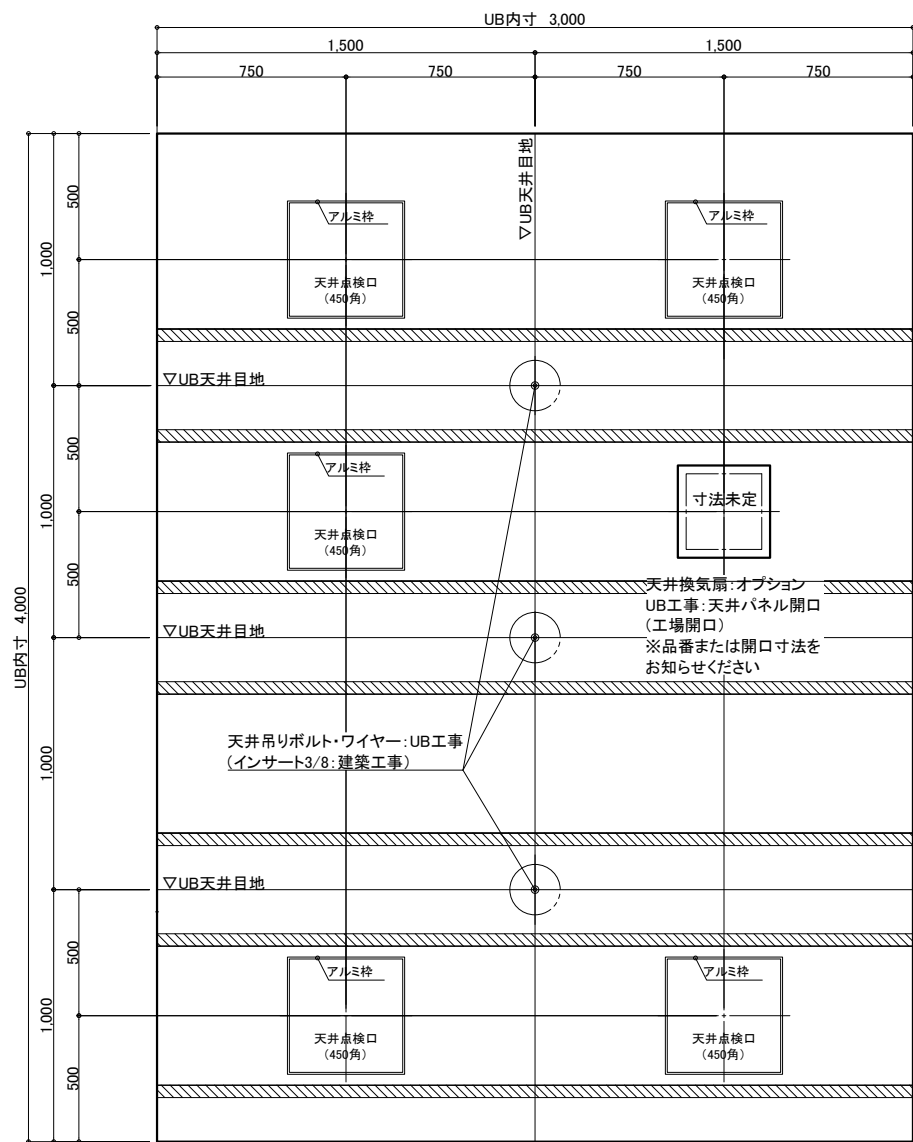 UB内寸 3,000
1,500
1,500
750
750
750
750
UB内寸 4,000
1,000
1,000
1,000
1,000
500
500
500
500
500
500
▽UB天井目地
アルミ枠
天井点検口
(450角)
アルミ枠
天井点検口
(450角)
▽UB天井目地
アルミ枠
天井点検口
(450角)
寸法未定
天井換気扇:オプション
UB工事:天井パネル開口
(工場開口)
※品番または開口寸法を
お知らせください
▽UB天井目地
天井吊りボルト・ワイヤー:UB工事
(インサート3/8:建築工事)
▽UB天井目地
アルミ枠
天井点検口
(450角)
アルミ枠
天井点検口
(450角)